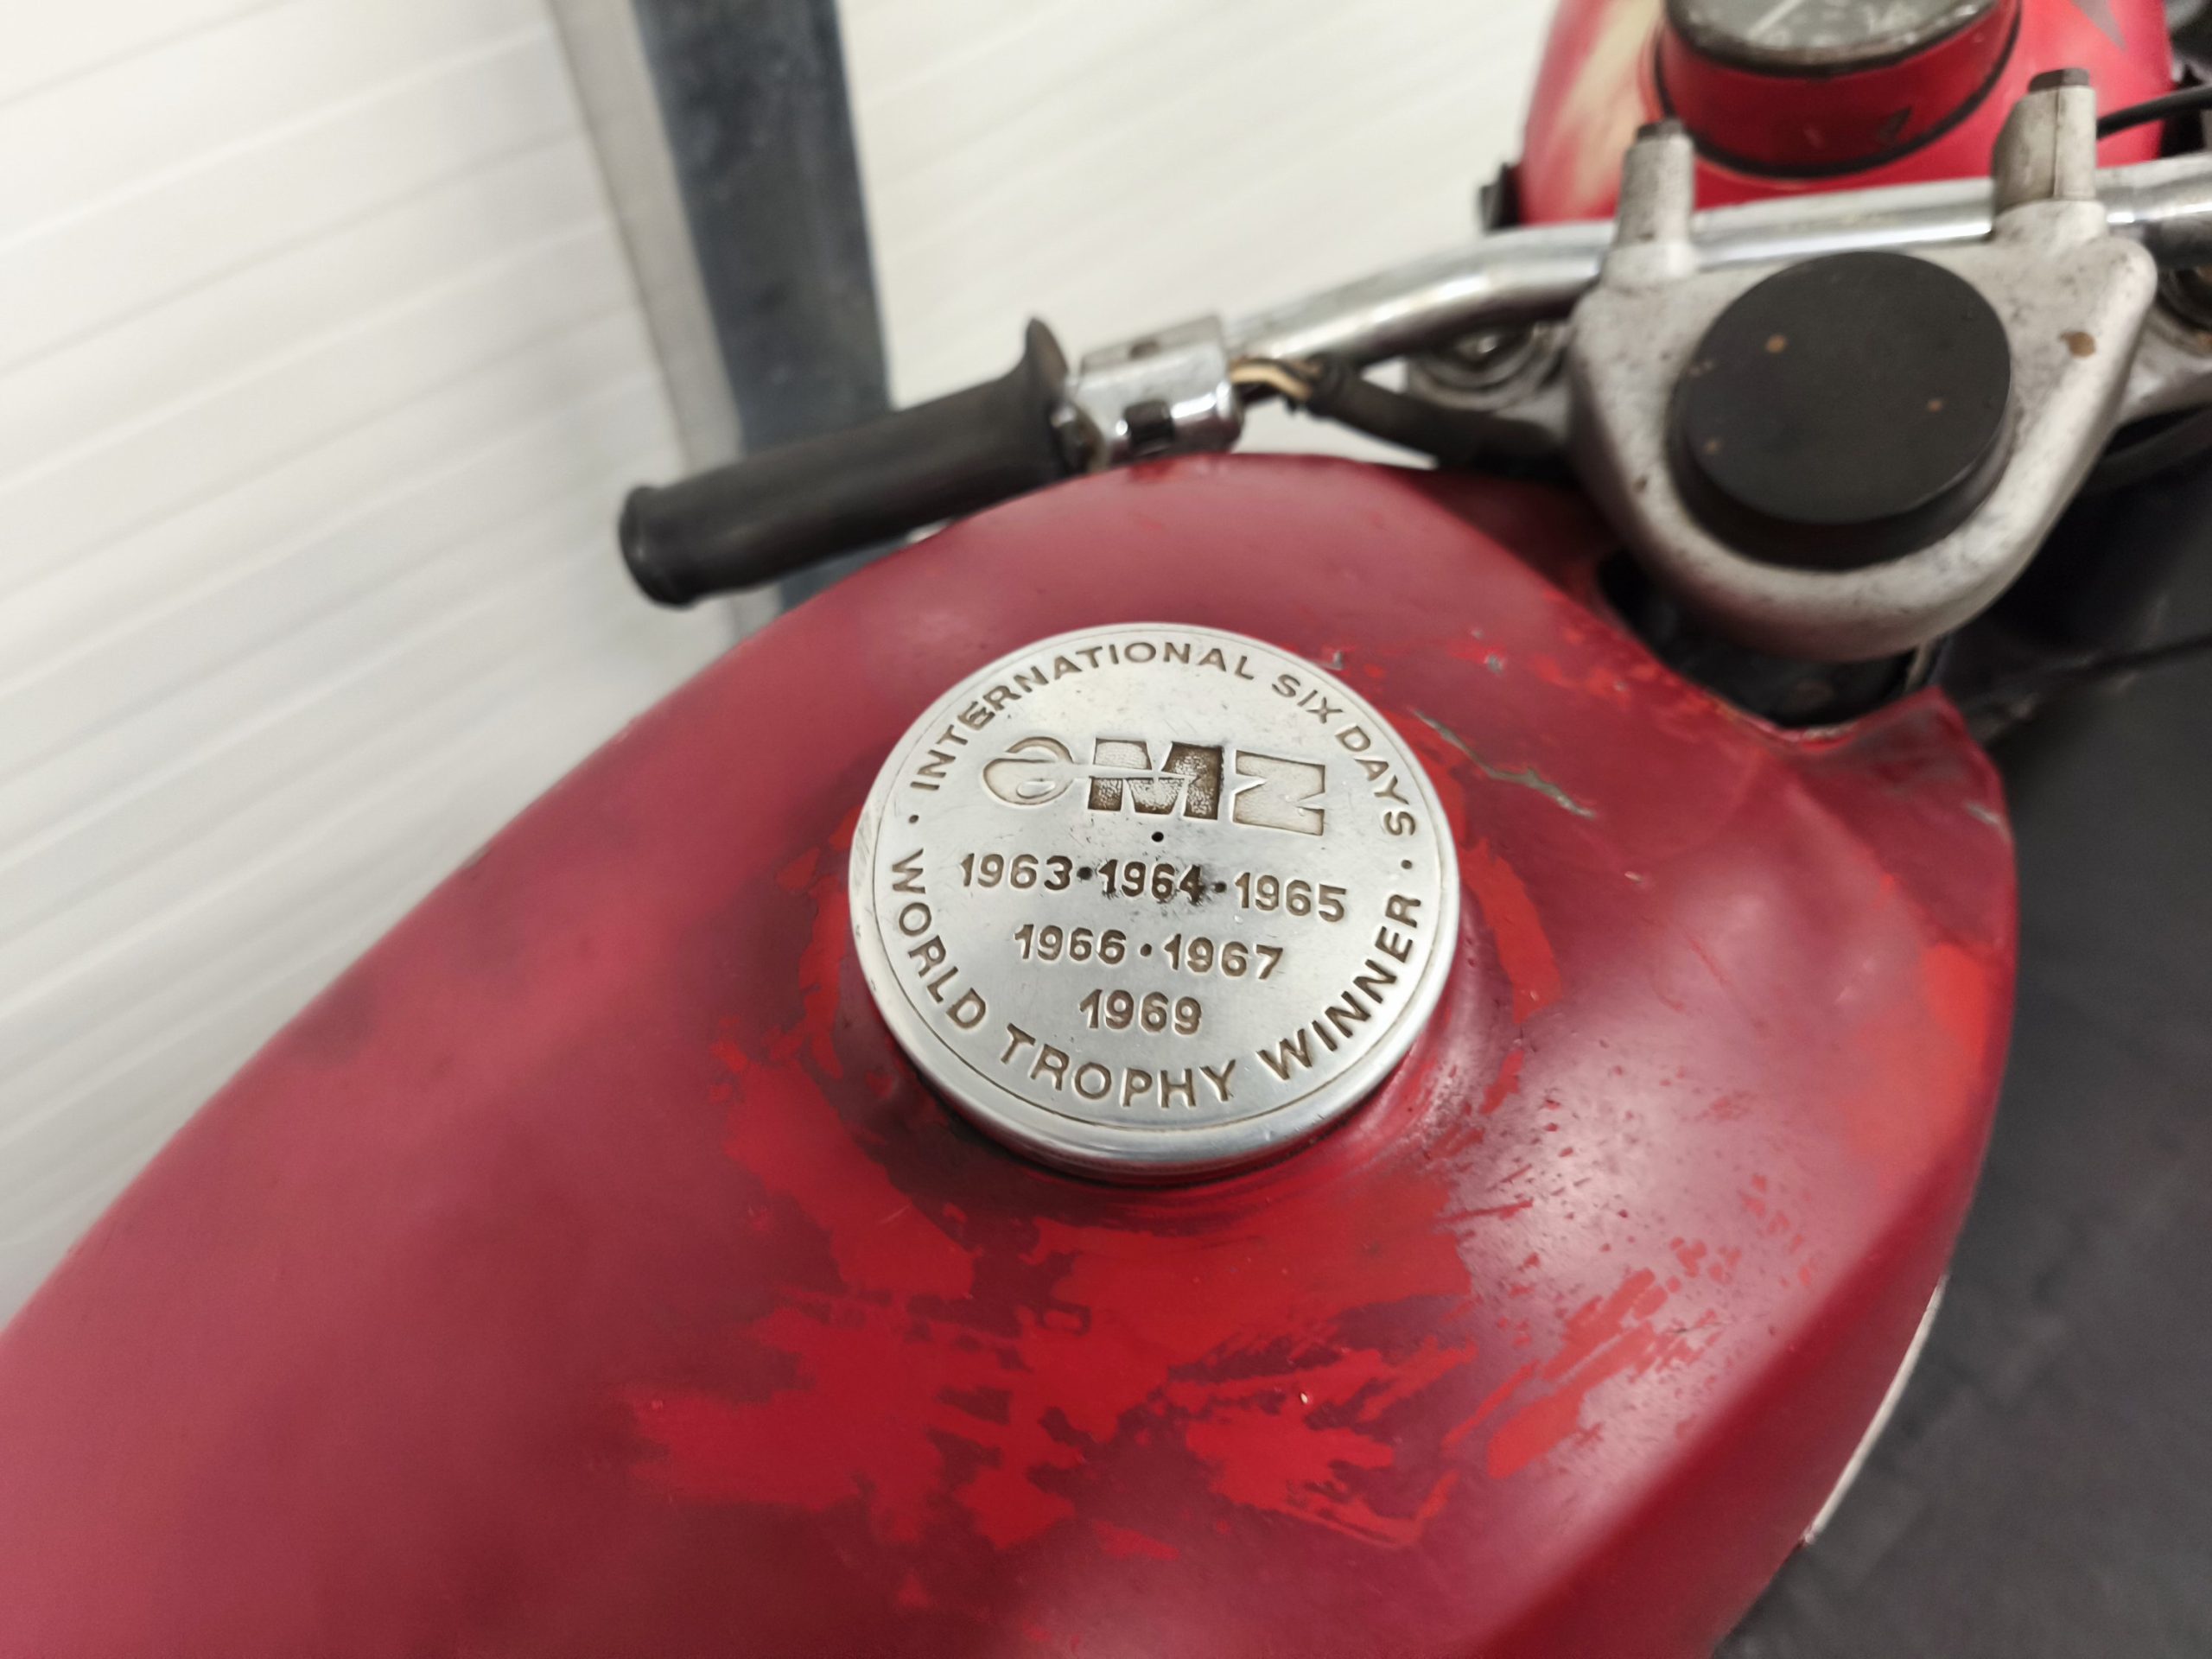 INTERNATIONAL SIX DAYS
MZ
1963·1964·1965
1966·1967
1969
WORLD TROPHY WINNER